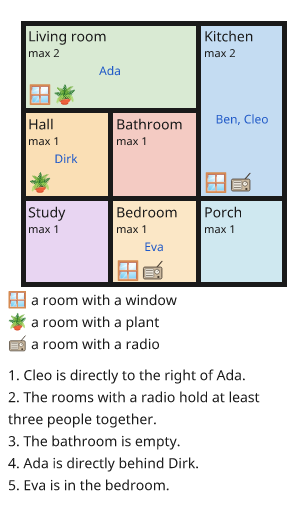 Living room
max 2
Ada
Kitchen
max 2
Ben, Cleo
Hall
max 1
Dirk
Bathroom
max 1
Study
max 1
Bedroom
max 1
Eva
Porch
max 1
a room with a window
a room with a plant
a room with a radio
1. Cleo is directly to the right of Ada.
2. The rooms with a radio hold at least
three people together.
3. The bathroom is empty.
4. Ada is directly behind Dirk.
5. Eva is in the bedroom.